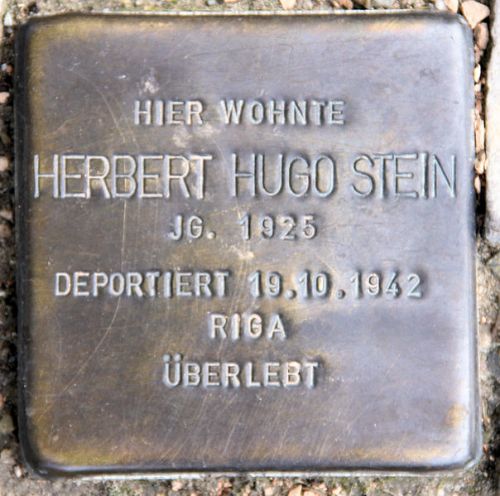 HIER WOHNTE
HERBERT HUGO STEIN
JG. 1925
DEPORTIERT 19.10.1942
RIGA
ÜBERLEBT